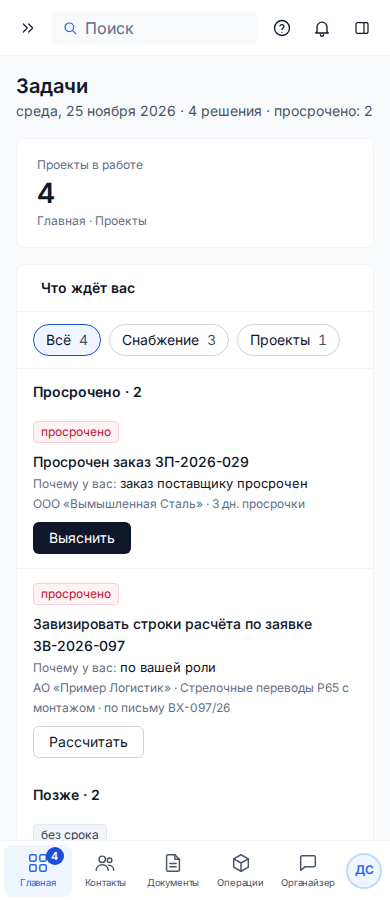 Поиск
Задачи
среда, 25 ноября 2026 · 4 решения · просрочено: 2
Проекты в работе
4
Главная · Проекты
Что ждёт вас
Всё 4 Снабжение 3 Проекты 1
Просрочено · 2
просрочено
Просрочен заказ ЗП-2026-029
Почему у вас: заказ поставщику просрочен
ООО «Вымышленная Сталь» · 3 дн. просрочки
Выяснить
просрочено
Завизировать строки расчёта по заявке
ЗВ-2026-097
Почему у вас: по вашей роли
АО «Пример Логистик» · Стрелочные переводы Р65 с
монтажом · по письму ВХ-097/26
Рассчитать
Позже · 2
без срока
4
Главная Контакты Документы Операции Органайзер ДС